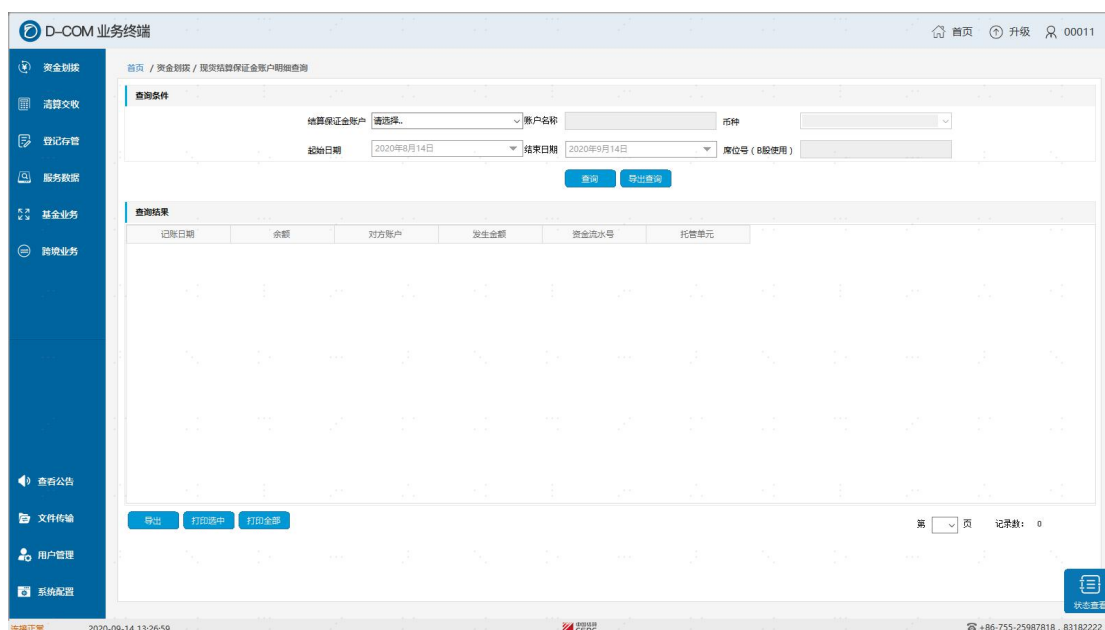 D-COM 业务终端
首页 升级 00011
资金划拨
清算交收
登记存管
服务数据
基金业务
跨境业务
查看公告
文件传输
用户管理
系统配置
首页 / 资金划拨 / 现货结算保证金账户明细查询
查询条件
结算保证金账户 请选择.. 账户名称 币种
起始日期 2020年8月14日 结束日期 2020年9月14日 席位号（B股使用）
查询 导出查询
查询结果
记账日期 余额 对方账户 发生金额 资金流水号 托管单元
导出 打印选中 打印全部
第 页 记录数： 0
状态查看
连接正常 2020-09-14 13:26:59 +86-755-25987818，83182222